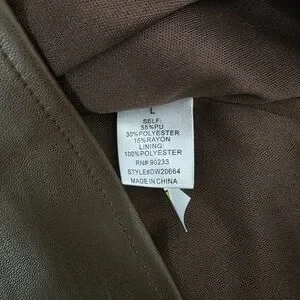 L
SELF:
55%PU
30%POLYESTER
15%RAYON
LINING:
100%POLYESTER
RN#:90233
STYLE#DW20664
MADE IN CHINA